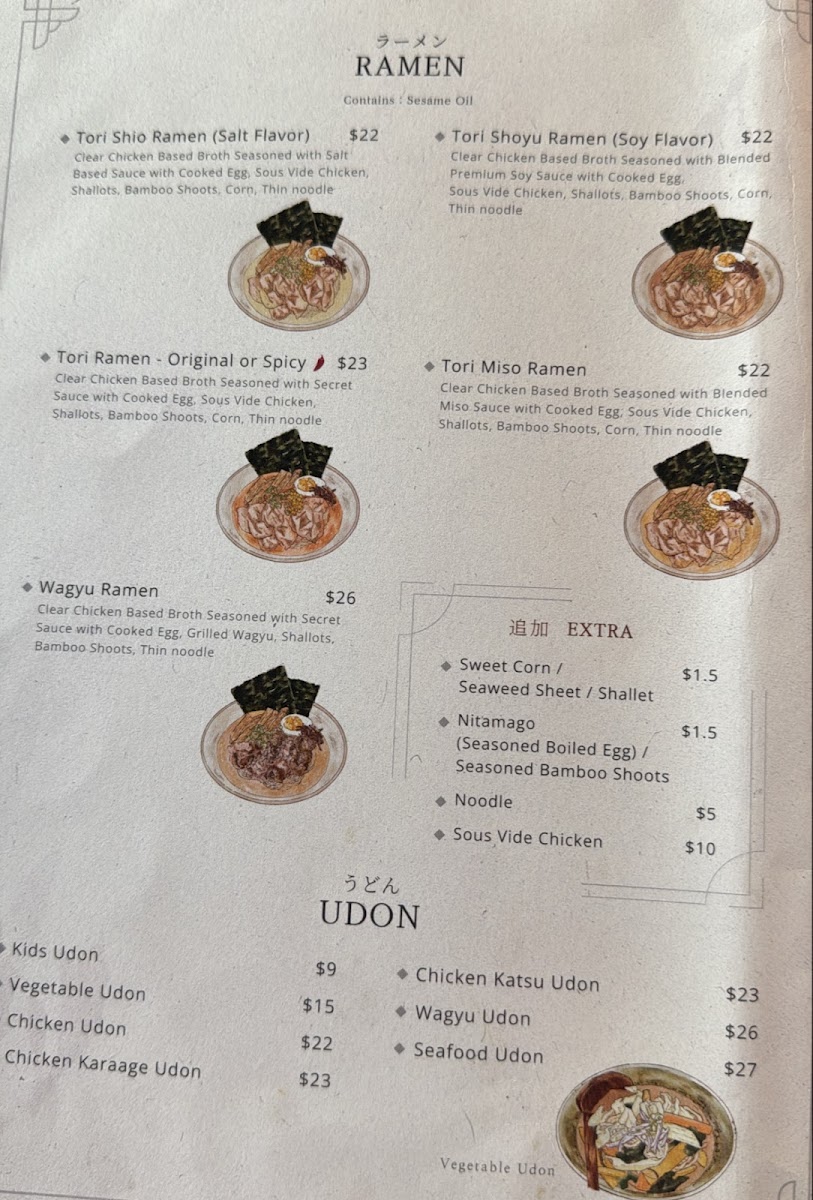 ラーメン
RAMEN
Contains : Sesame Oil
Tori Shio Ramen (Salt Flavor) $22
Clear Chicken Based Broth Seasoned with Salt
Based Sauce with Cooked Egg, Sous Vide Chicken,
Shallots, Bamboo Shoots, Corn, Thin noodle
Tori Shoyu Ramen (Soy Flavor) $22
Clear Chicken Based Broth Seasoned with Blended
Premium Soy Sauce with Cooked Egg,
Sous Vide Chicken, Shallots, Bamboo Shoots, Corn,
Thin noodle
Tori Ramen - Original or Spicy $23
Clear Chicken Based Broth Seasoned with Secret
Sauce with Cooked Egg, Sous Vide Chicken,
Shallots, Bamboo Shoots, Corn, Thin noodle
Tori Miso Ramen $22
Clear Chicken Based Broth Seasoned with Blended
Miso Sauce with Cooked Egg, Sous Vide Chicken,
Shallots, Bamboo Shoots, Corn, Thin noodle
Wagyu Ramen $26
Clear Chicken Based Broth Seasoned with Secret
Sauce with Cooked Egg, Grilled Wagyu, Shallots,
Bamboo Shoots, Thin noodle
追加 EXTRA
Sweet Corn /
Seaweed Sheet / Shallet $1.5
Nitamago
(Seasoned Boiled Egg) / $1.5
Seasoned Bamboo Shoots
Noodle $5
Sous Vide Chicken $10
うどん
UDON
Kids Udon $9
Vegetable Udon $15
Chicken Udon $22
Chicken Karaage Udon $23
Chicken Katsu Udon $23
Wagyu Udon $26
Seafood Udon $27
Vegetable Udon